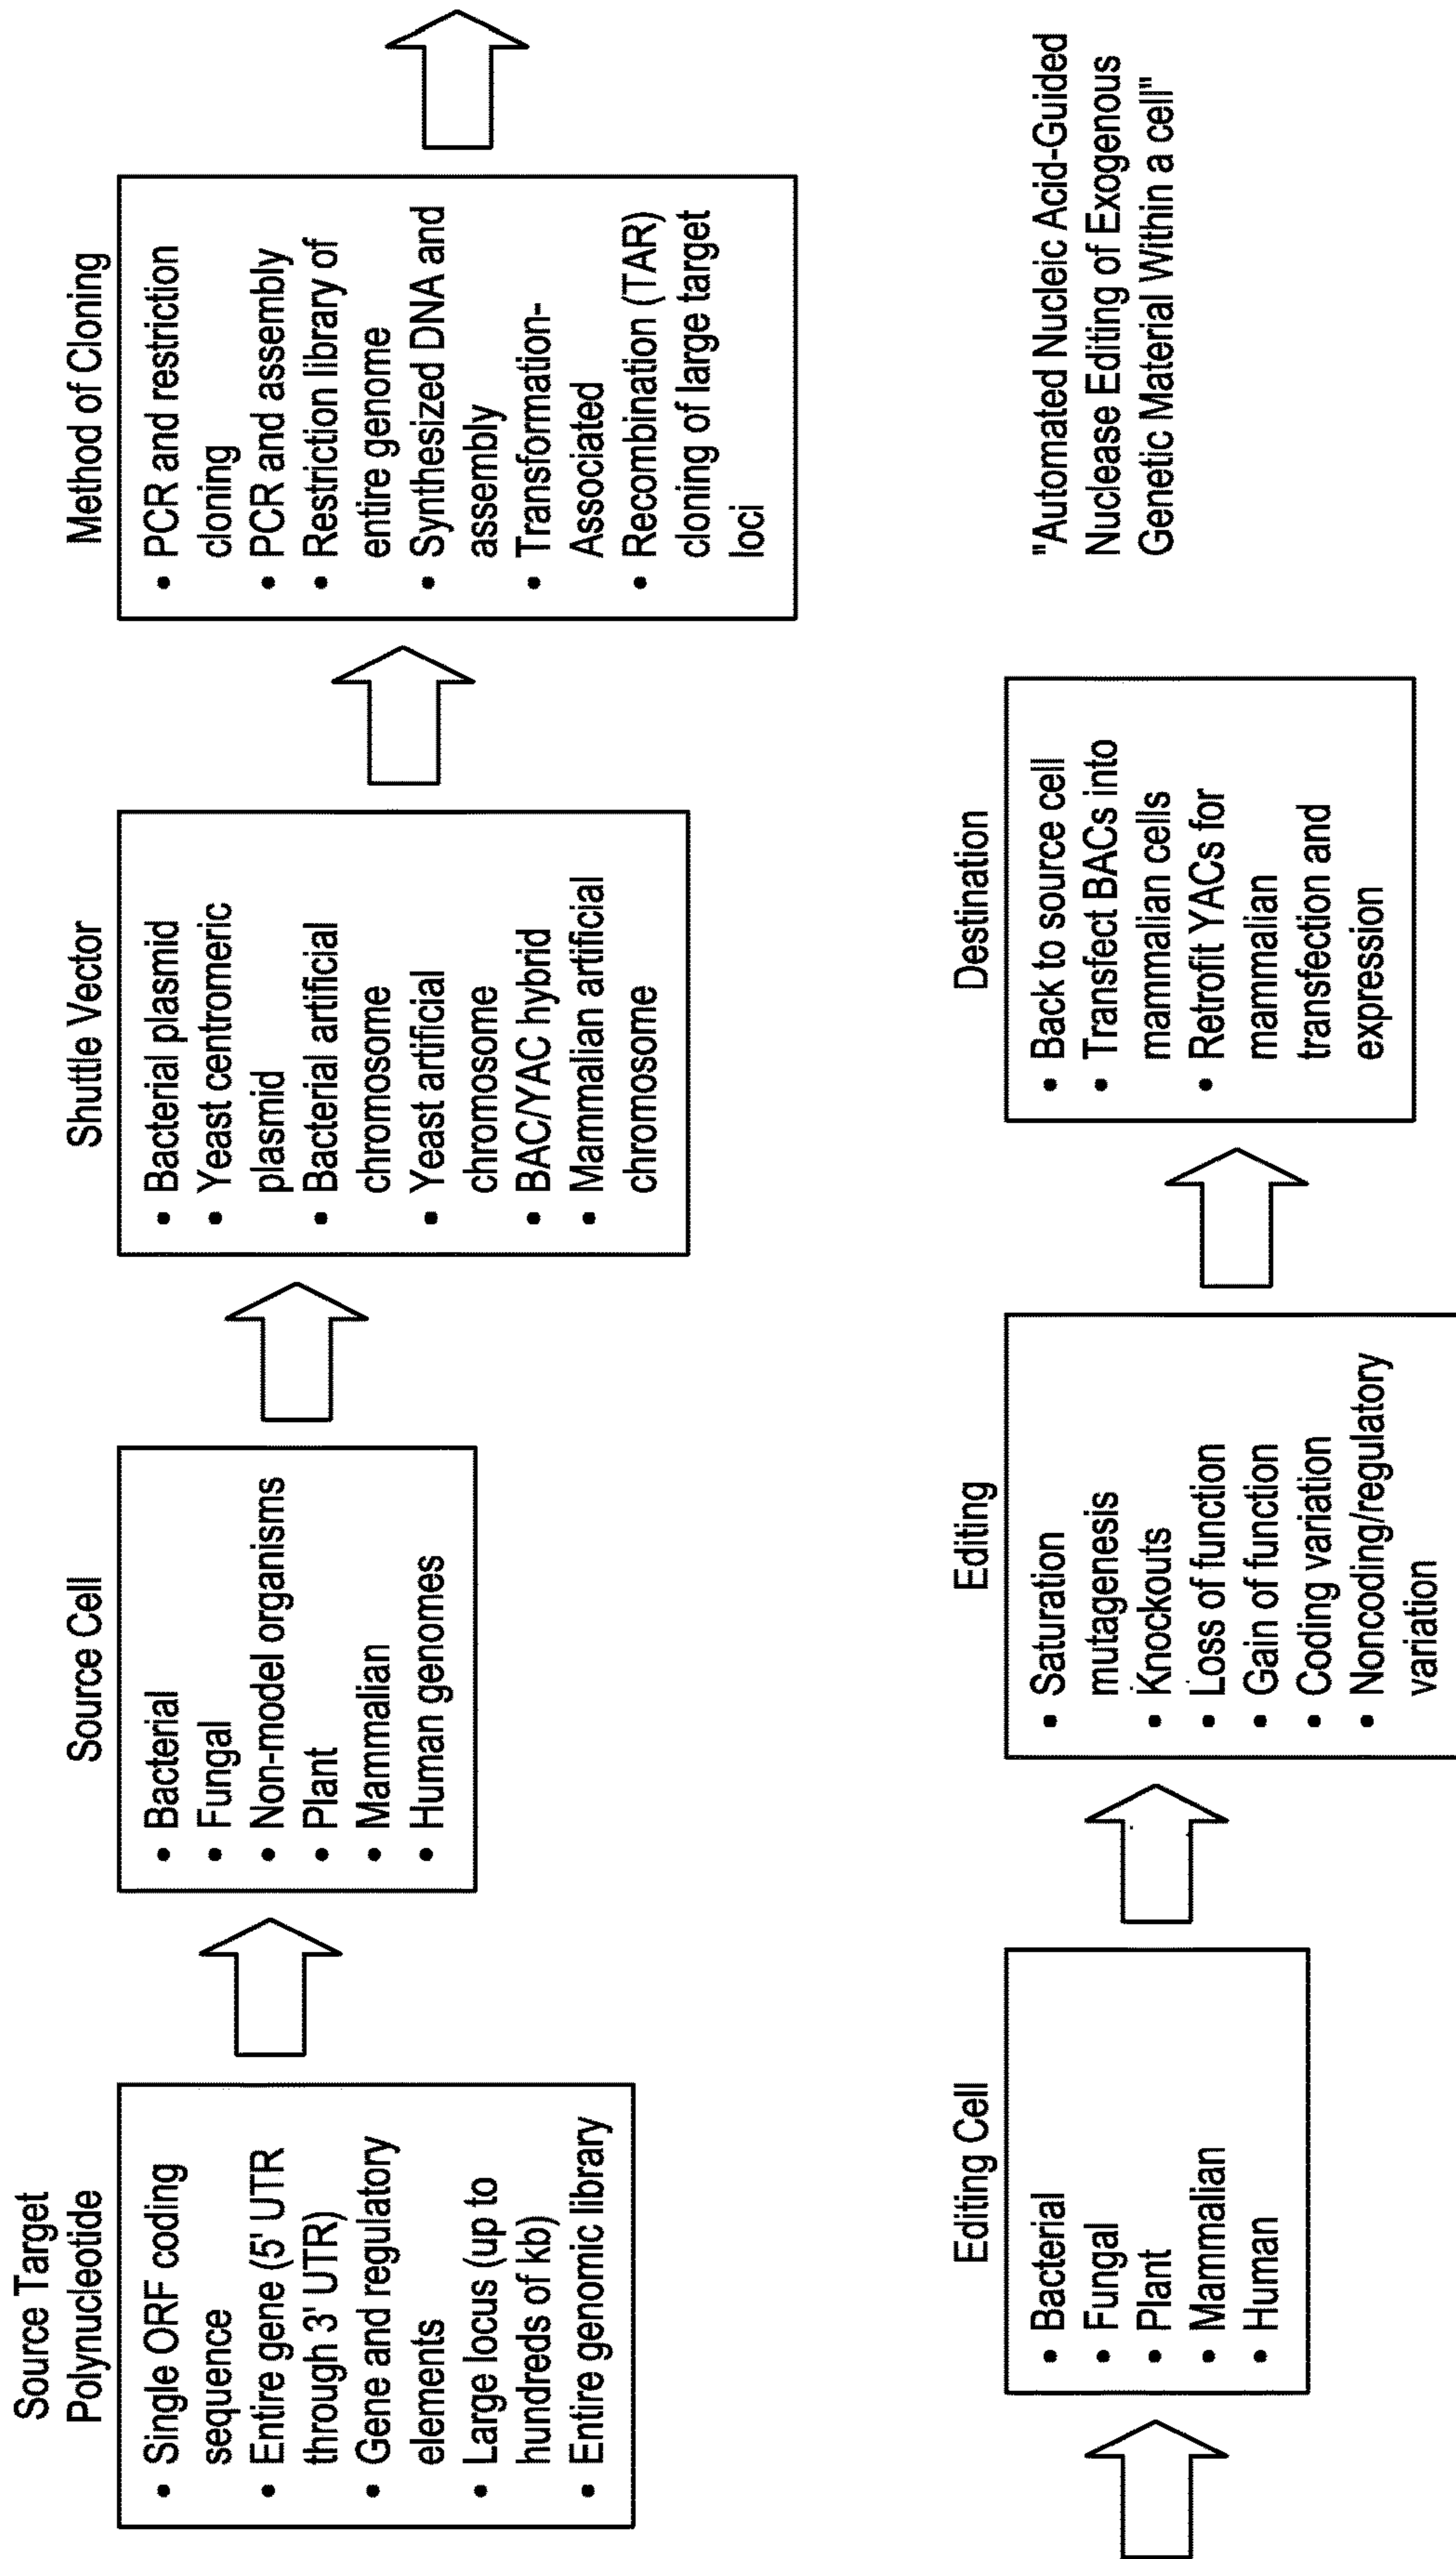 Source Target
Polynucleotide
• Single ORF coding
sequence
• Entire gene (5' UTR
through 3' UTR)
• Gene and regulatory
elements
• Large locus (up to
hundreds of kb)
• Entire genomic library
Source Cell
• Bacterial
• Fungal
• Non-model organisms
• Plant
• Mammalian
• Human genomes
Shuttle Vector
• Bacterial plasmid
• Yeast centromeric
plasmid
• Bacterial artificial
chromosome
• Yeast artificial
chromosome
• BAC/YAC hybrid
• Mammalian artificial
chromosome
Method of Cloning
• PCR and restriction
cloning
• PCR and assembly
• Restriction library of
entire genome
• Synthesized DNA and
assembly
• Transformation-
Associated
• Recombination (TAR)
cloning of large target
loci
Editing Cell
• Bacterial
• Fungal
• Plant
• Mammalian
• Human
Editing
• Saturation
mutagenesis
• Knockouts
• Loss of function
• Gain of function
• Coding variation
• Noncoding/regulatory
variation
Destination
• Back to source cell
• Transfect BACs into
mammalian cells
• Retrofit YACs for
mammalian
transfection and
expression
"Automated Nucleic Acid-Guided
Nuclease Editing of Exogenous
Genetic Material Within a cell"